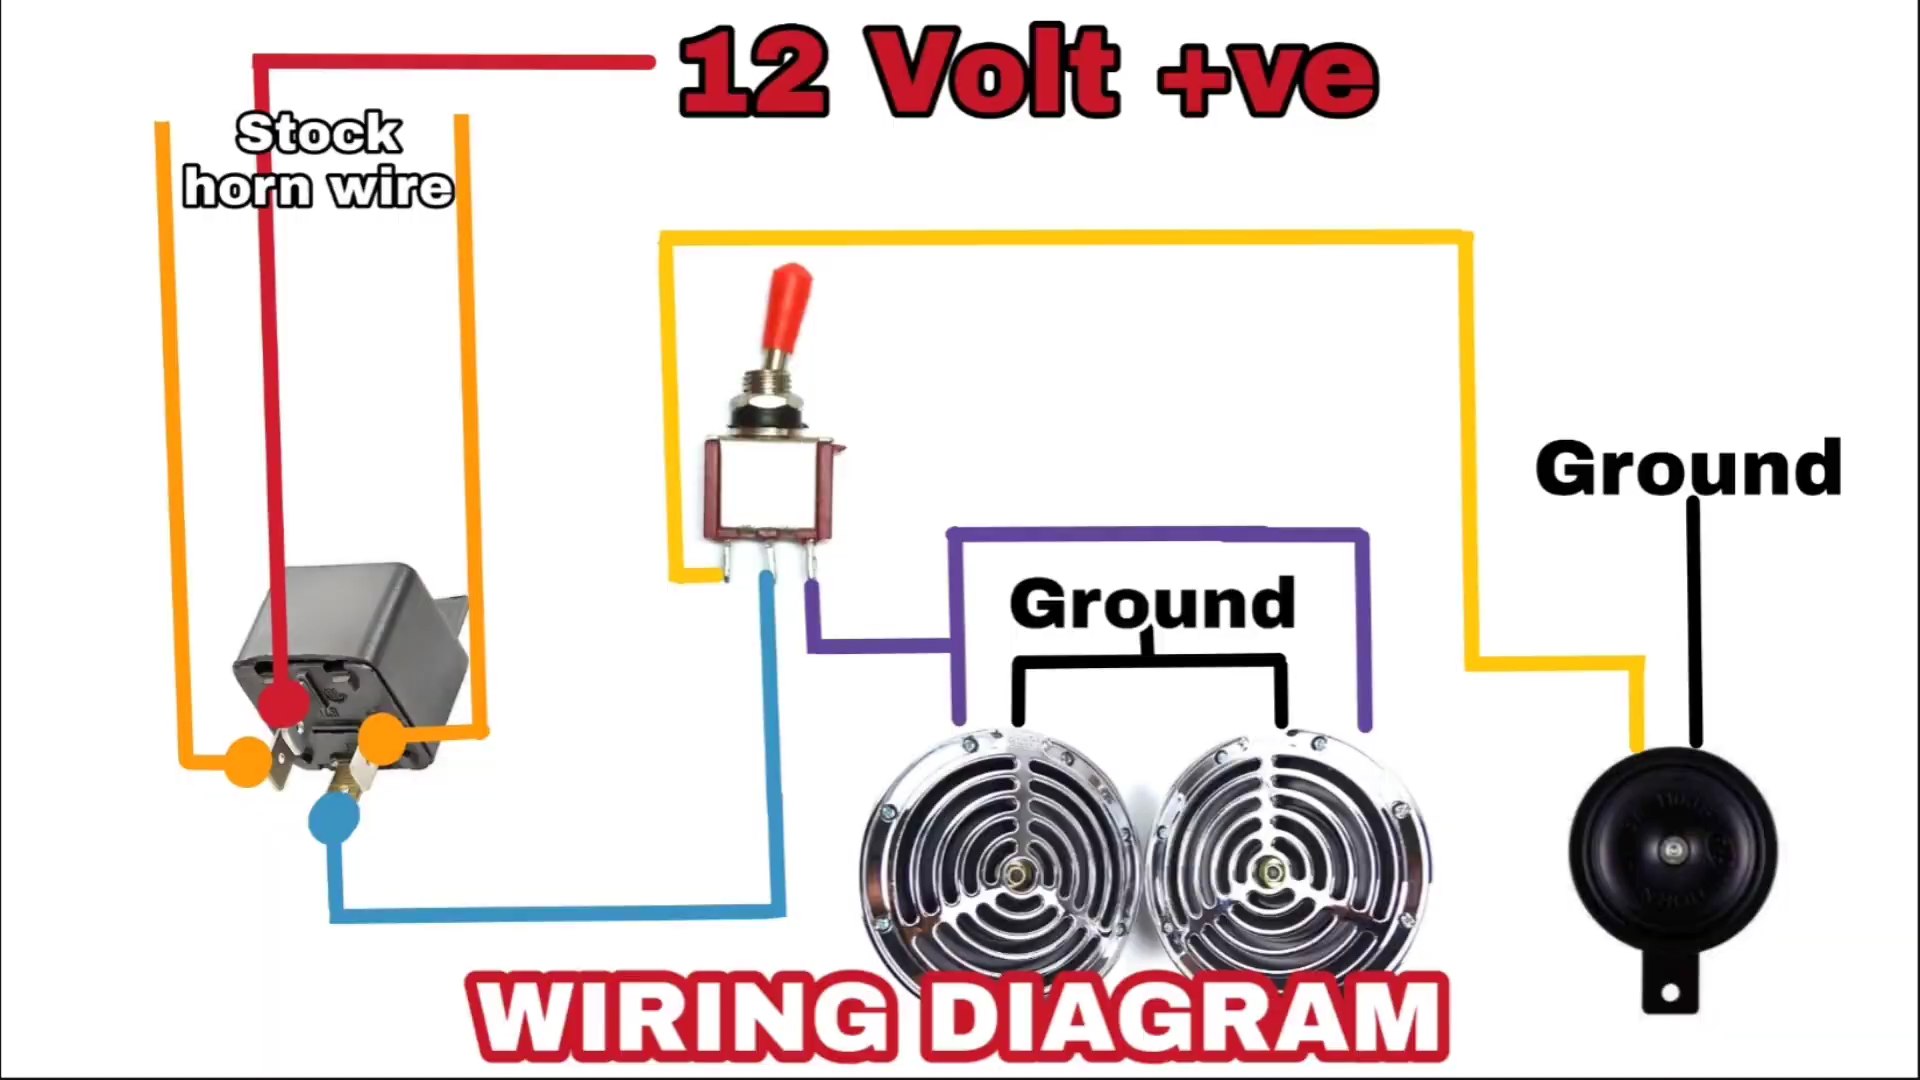 12 Volt +ve
Stock
horn wire
Ground
Ground
WIRING DIAGRAM